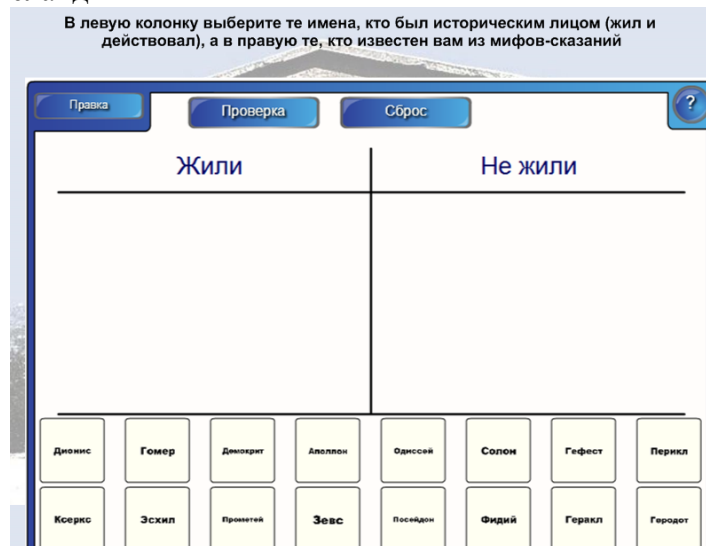 В левую колонку выберите те имена, кто был историческим лицом (жил и
действовал), а в правую те, кто известен вам из мифов-сказаний
Правка
Проверка
Сброс
?
Жили
Не жили
Дионис Гомер Демокрит Аполлон Одиссей Солон Гефест Перикл
Ксеркс Эсхил Прометей Зевс Посейдон Фидий Геракл Геродот